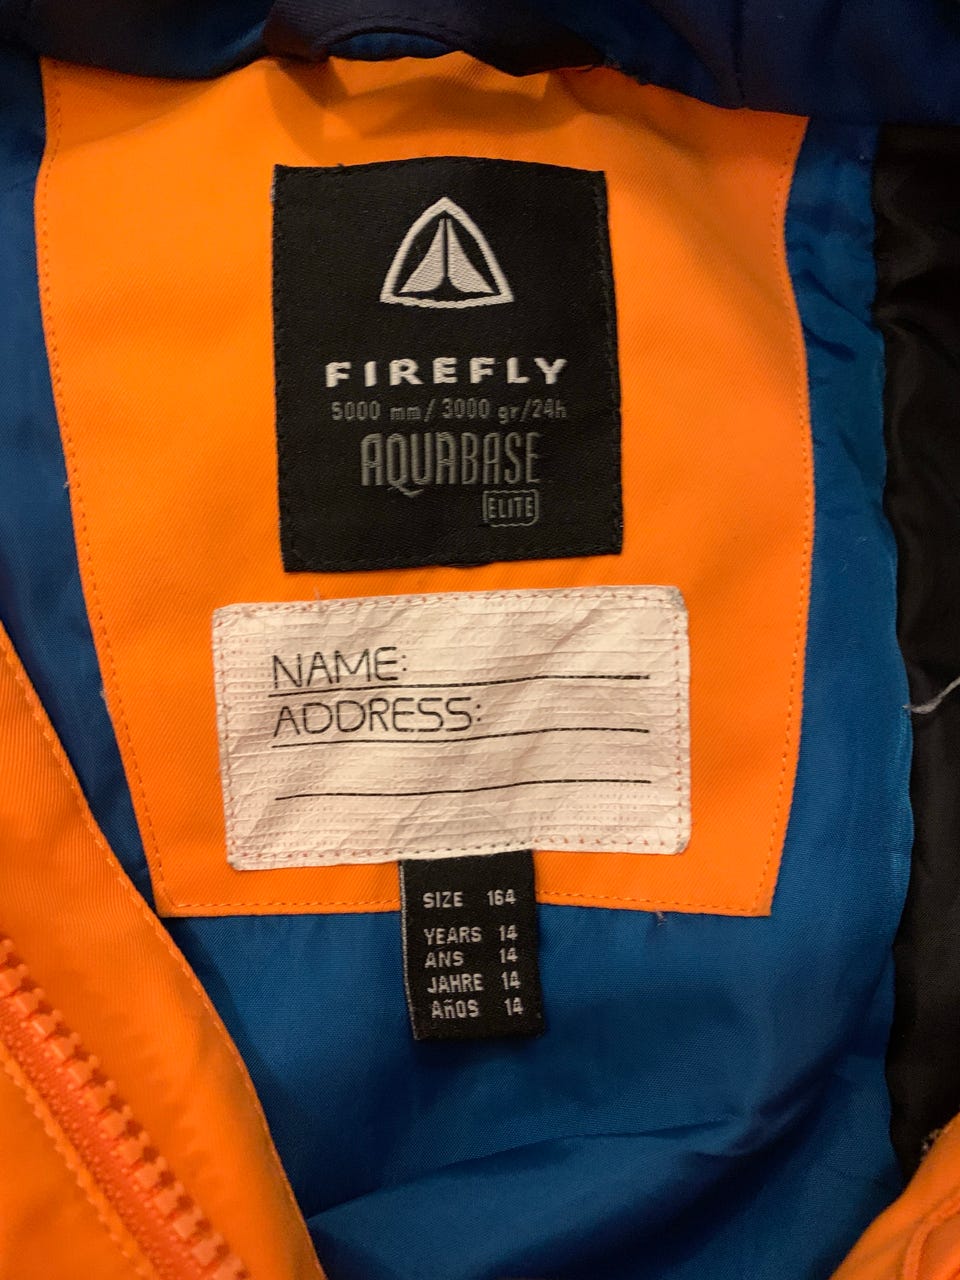 FIREFLY
5000 mm/ 3000 gr/24h
AQUABASE
ELITE
NAME:
ADDRESS:
SIZE 164
YEARS 14
ANS 14
JAHRE 14
AñOS 14